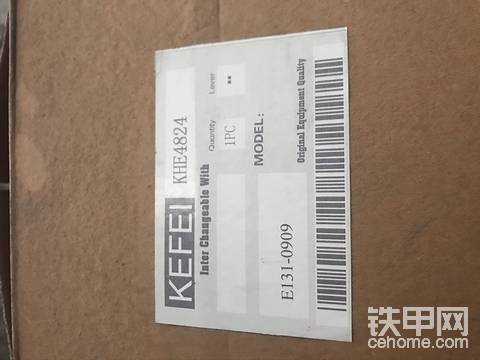 KEFEI KHE4824
Inter Changeable With
Quantity Lever
1PC **
MODEL:
E131-0909
Original Equipment Quality
铁甲网
cehome.com